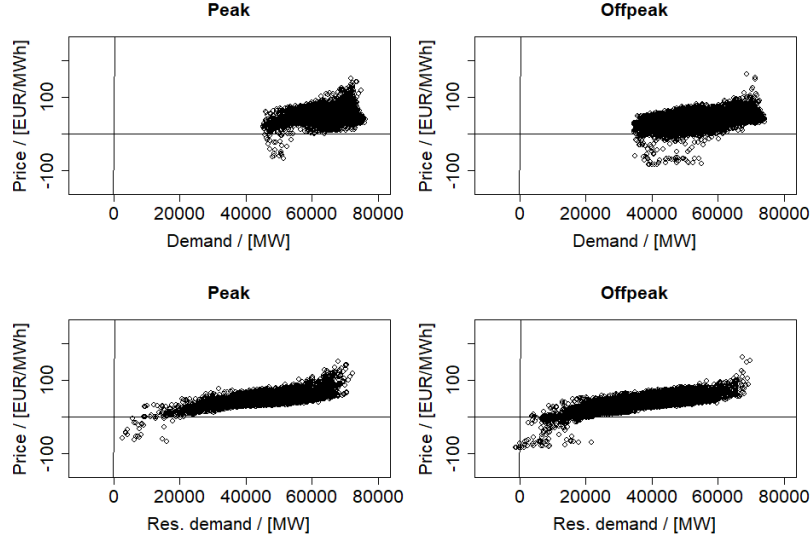 Peak
Offpeak
Price / [EUR/MWh]
100
-100
0 20000 40000 60000 80000
Demand / [MW]
Price / [EUR/MWh]
100
-100
0 20000 40000 60000 80000
Demand / [MW]
Peak
Offpeak
Price / [EUR/MWh]
100
-100
0 20000 40000 60000 80000
Res. demand / [MW]
Price / [EUR/MWh]
100
-100
0 20000 40000 60000 80000
Res. demand / [MW]